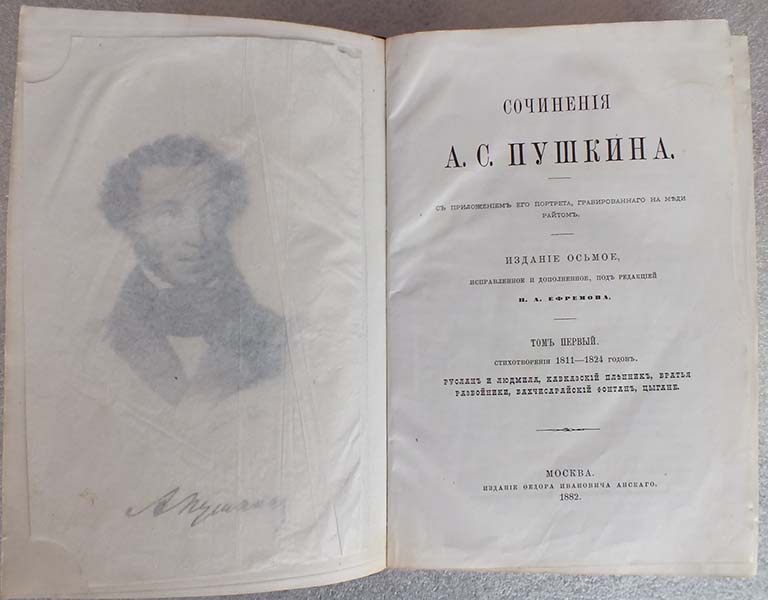 А. Пушкин
СОЧИНЕНІЯ
А. С. ПУШКИНА.
СЪ ПРИЛОЖЕНІЕМЪ ЕГО ПОРТРЕТА, ГРАВИРОВАННАГО НА МѢДИ
РАЙТОМЪ.
ИЗДАНІЕ ОСЬМОЕ,
ИСПРАВЛЕННОЕ И ДОПОЛНЕННОЕ, ПОДЪ РЕДАКЦІЕЙ
П. А. ЕФРЕМОВА.
ТОМЪ ПЕРВЫЙ.
СТИХОТВОРЕНІЯ 1811—1824 ГОДОВЪ.
РУСЛАНЪ И ЛЮДМИЛА, КАВКАЗСКІЙ ПЛѢННИКЪ, БРАТЬЯ
РАЗБОЙНИКИ, БАХЧИСАРАЙСКІЙ ФОНТАНЪ, ЦЫГАНЕ.
МОСКВА.
ИЗДАНІЕ ѲЕДОРА ИВАНОВИЧА АНСКАГО.
1882.